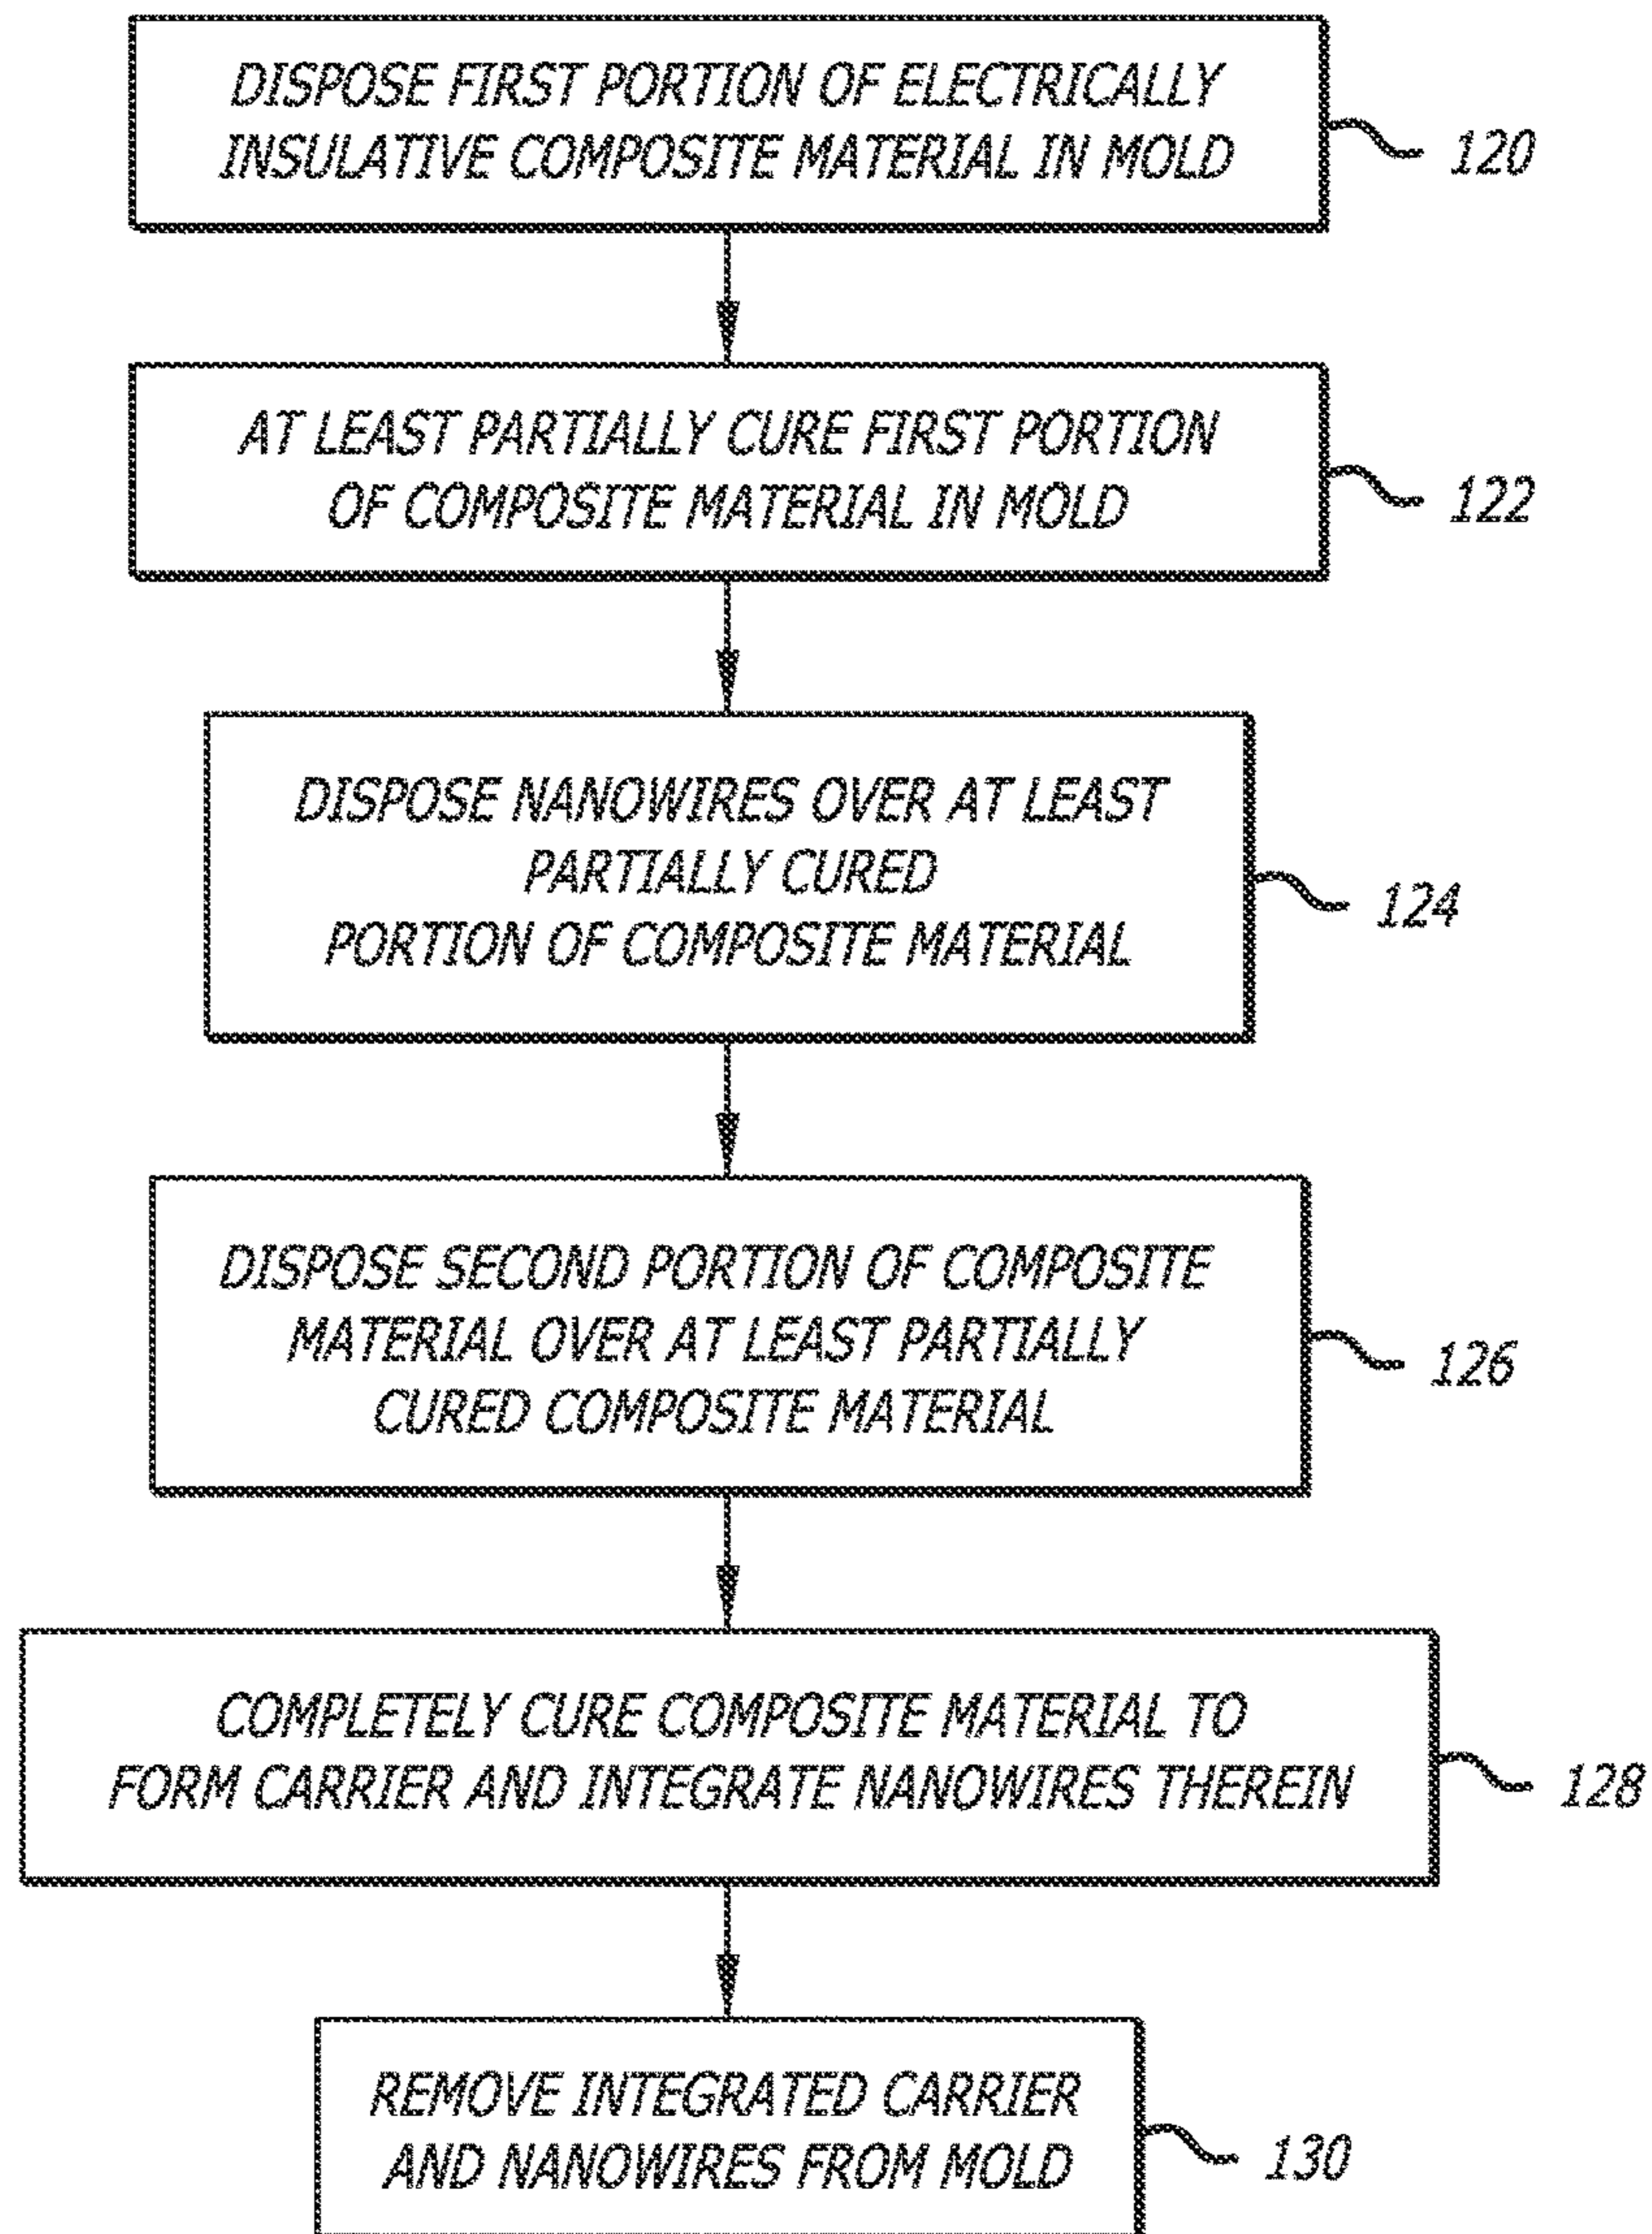 DISPOSE FIRST PORTION OF ELECTRICALLY
INSULATIVE COMPOSITE MATERIAL IN MOLD
120
AT LEAST PARTIALLY CURE FIRST PORTION
OF COMPOSITE MATERIAL IN MOLD
122
DISPOSE NANOWIRES OVER AT LEAST
PARTIALLY CURED
PORTION OF COMPOSITE MATERIAL
124
DISPOSE SECOND PORTION OF COMPOSITE
MATERIAL OVER AT LEAST PARTIALLY
CURED COMPOSITE MATERIAL
126
COMPLETELY CURE COMPOSITE MATERIAL TO
FORM CARRIER AND INTEGRATE NANOWIRES THEREIN
128
REMOVE INTEGRATED CARRIER
AND NANOWIRES FROM MOLD
130